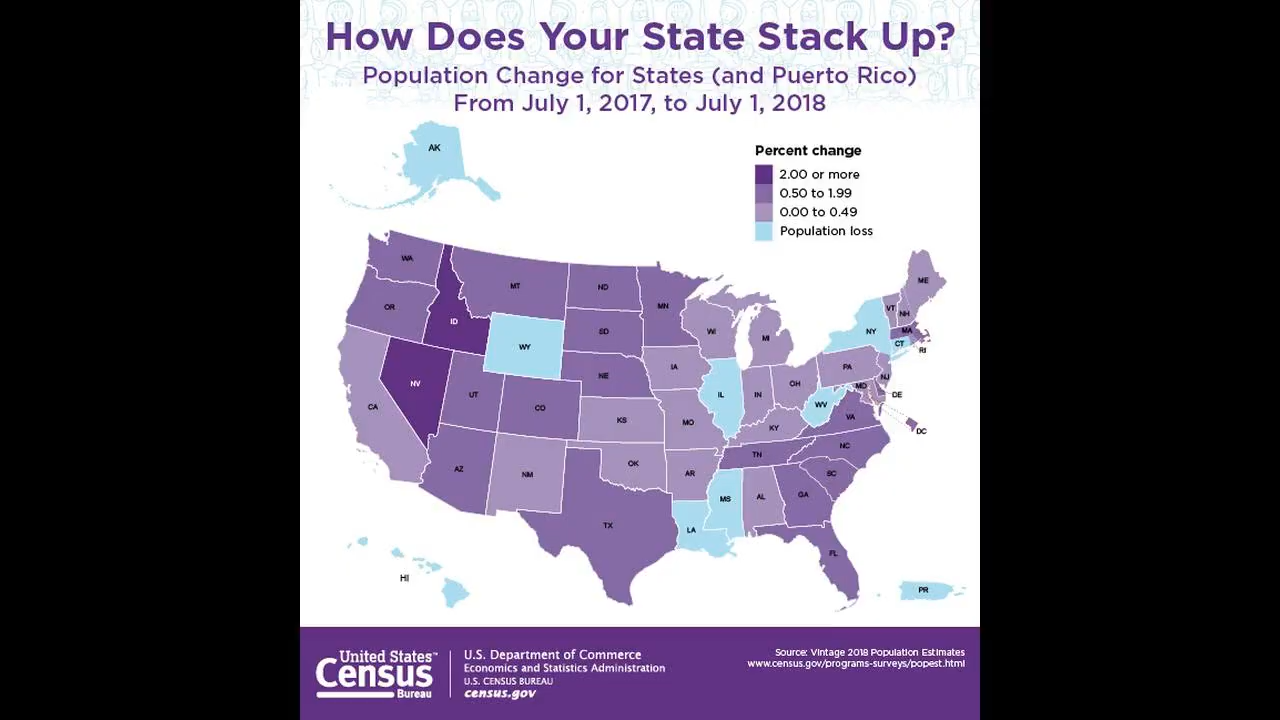 How Does Your State Stack Up?
Population Change for States (and Puerto Rico)
From July 1, 2017, to July 1, 2018
Percent change
2.00 or more
0.50 to 1.99
0.00 to 0.49
Population loss
AK
WA
MT
ND
MN
ME
OR
ID
SD
WI
MI
VT
NH
NY
MA
CT
RI
WY
NE
IA
PA
NJ
NV
UT
CO
IL
IN
OH
MD
DE
CA
KS
MO
KY
WV
VA
DC
AZ
NM
OK
AR
TN
NC
SC
TX
LA
MS
AL
GA
FL
HI
PR
United States™
Census
Bureau
U.S. Department of Commerce
Economics and Statistics Administration
U.S. CENSUS BUREAU
census.gov
Source: Vintage 2018 Population Estimates
www.census.gov/programs-surveys/popest.html